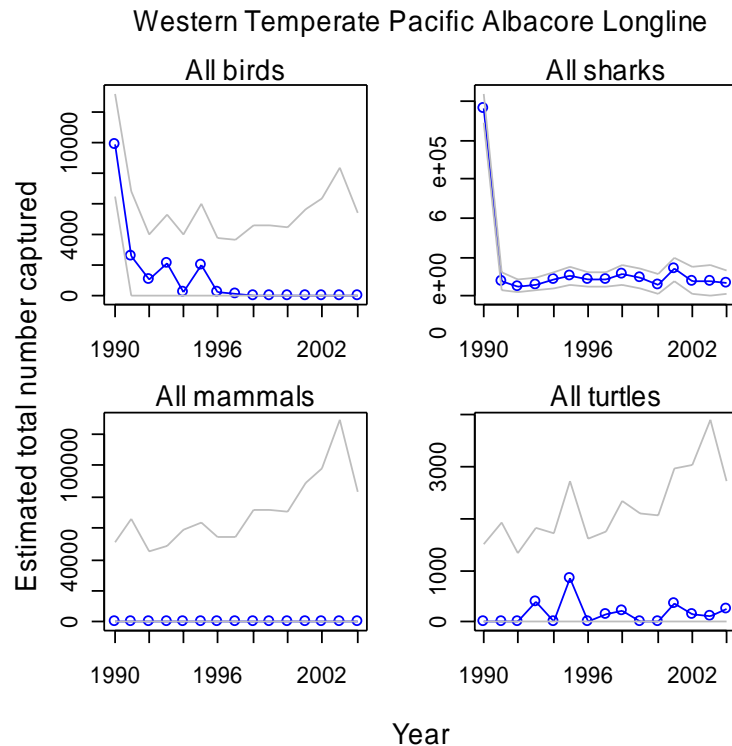 Western Temperate Pacific Albacore Longline
All birds
All sharks
0 4000 10000
0 e+00 6 e+05
1990 1996 2002
1990 1996 2002
All mammals
All turtles
0 40000 100000
0 1000 3000
1990 1996 2002
1990 1996 2002
Estimated total number captured
Year